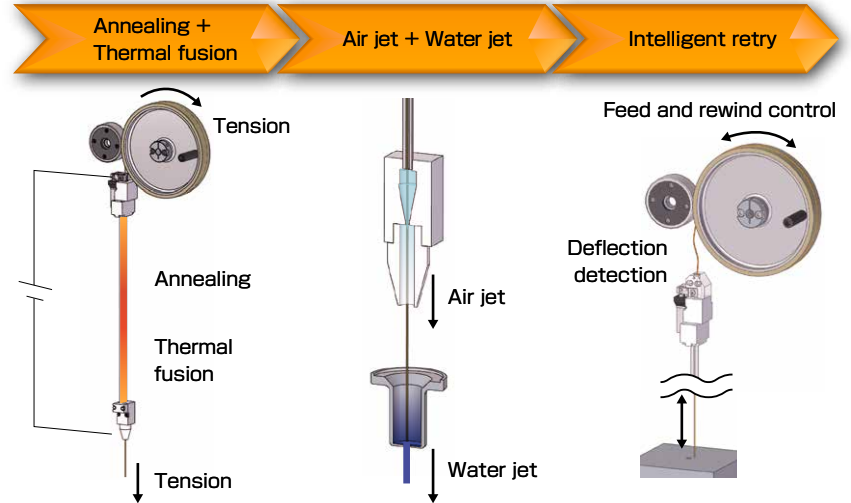 Annealing +
Thermal fusion
Air jet + Water jet
Intelligent retry
Tension
Annealing
Thermal
fusion
Tension
Air jet
Water jet
Feed and rewind control
Deflection
detection